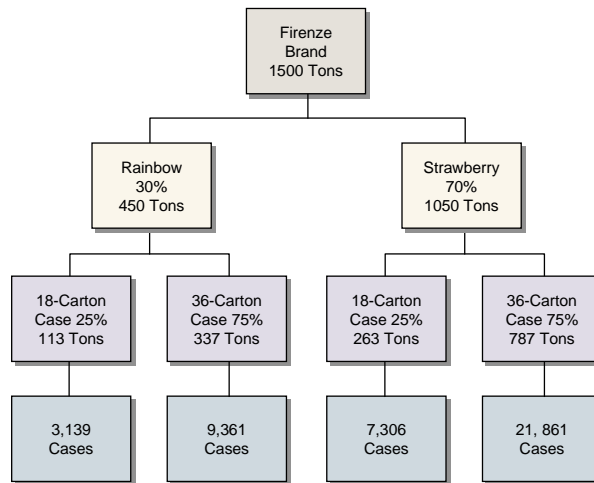 Firenze
Brand
1500 Tons
Rainbow
30%
450 Tons
Strawberry
70%
1050 Tons
18-Carton
Case 25%
113 Tons
36-Carton
Case 75%
337 Tons
18-Carton
Case 25%
263 Tons
36-Carton
Case 75%
787 Tons
3,139
Cases
9,361
Cases
7,306
Cases
21, 861
Cases